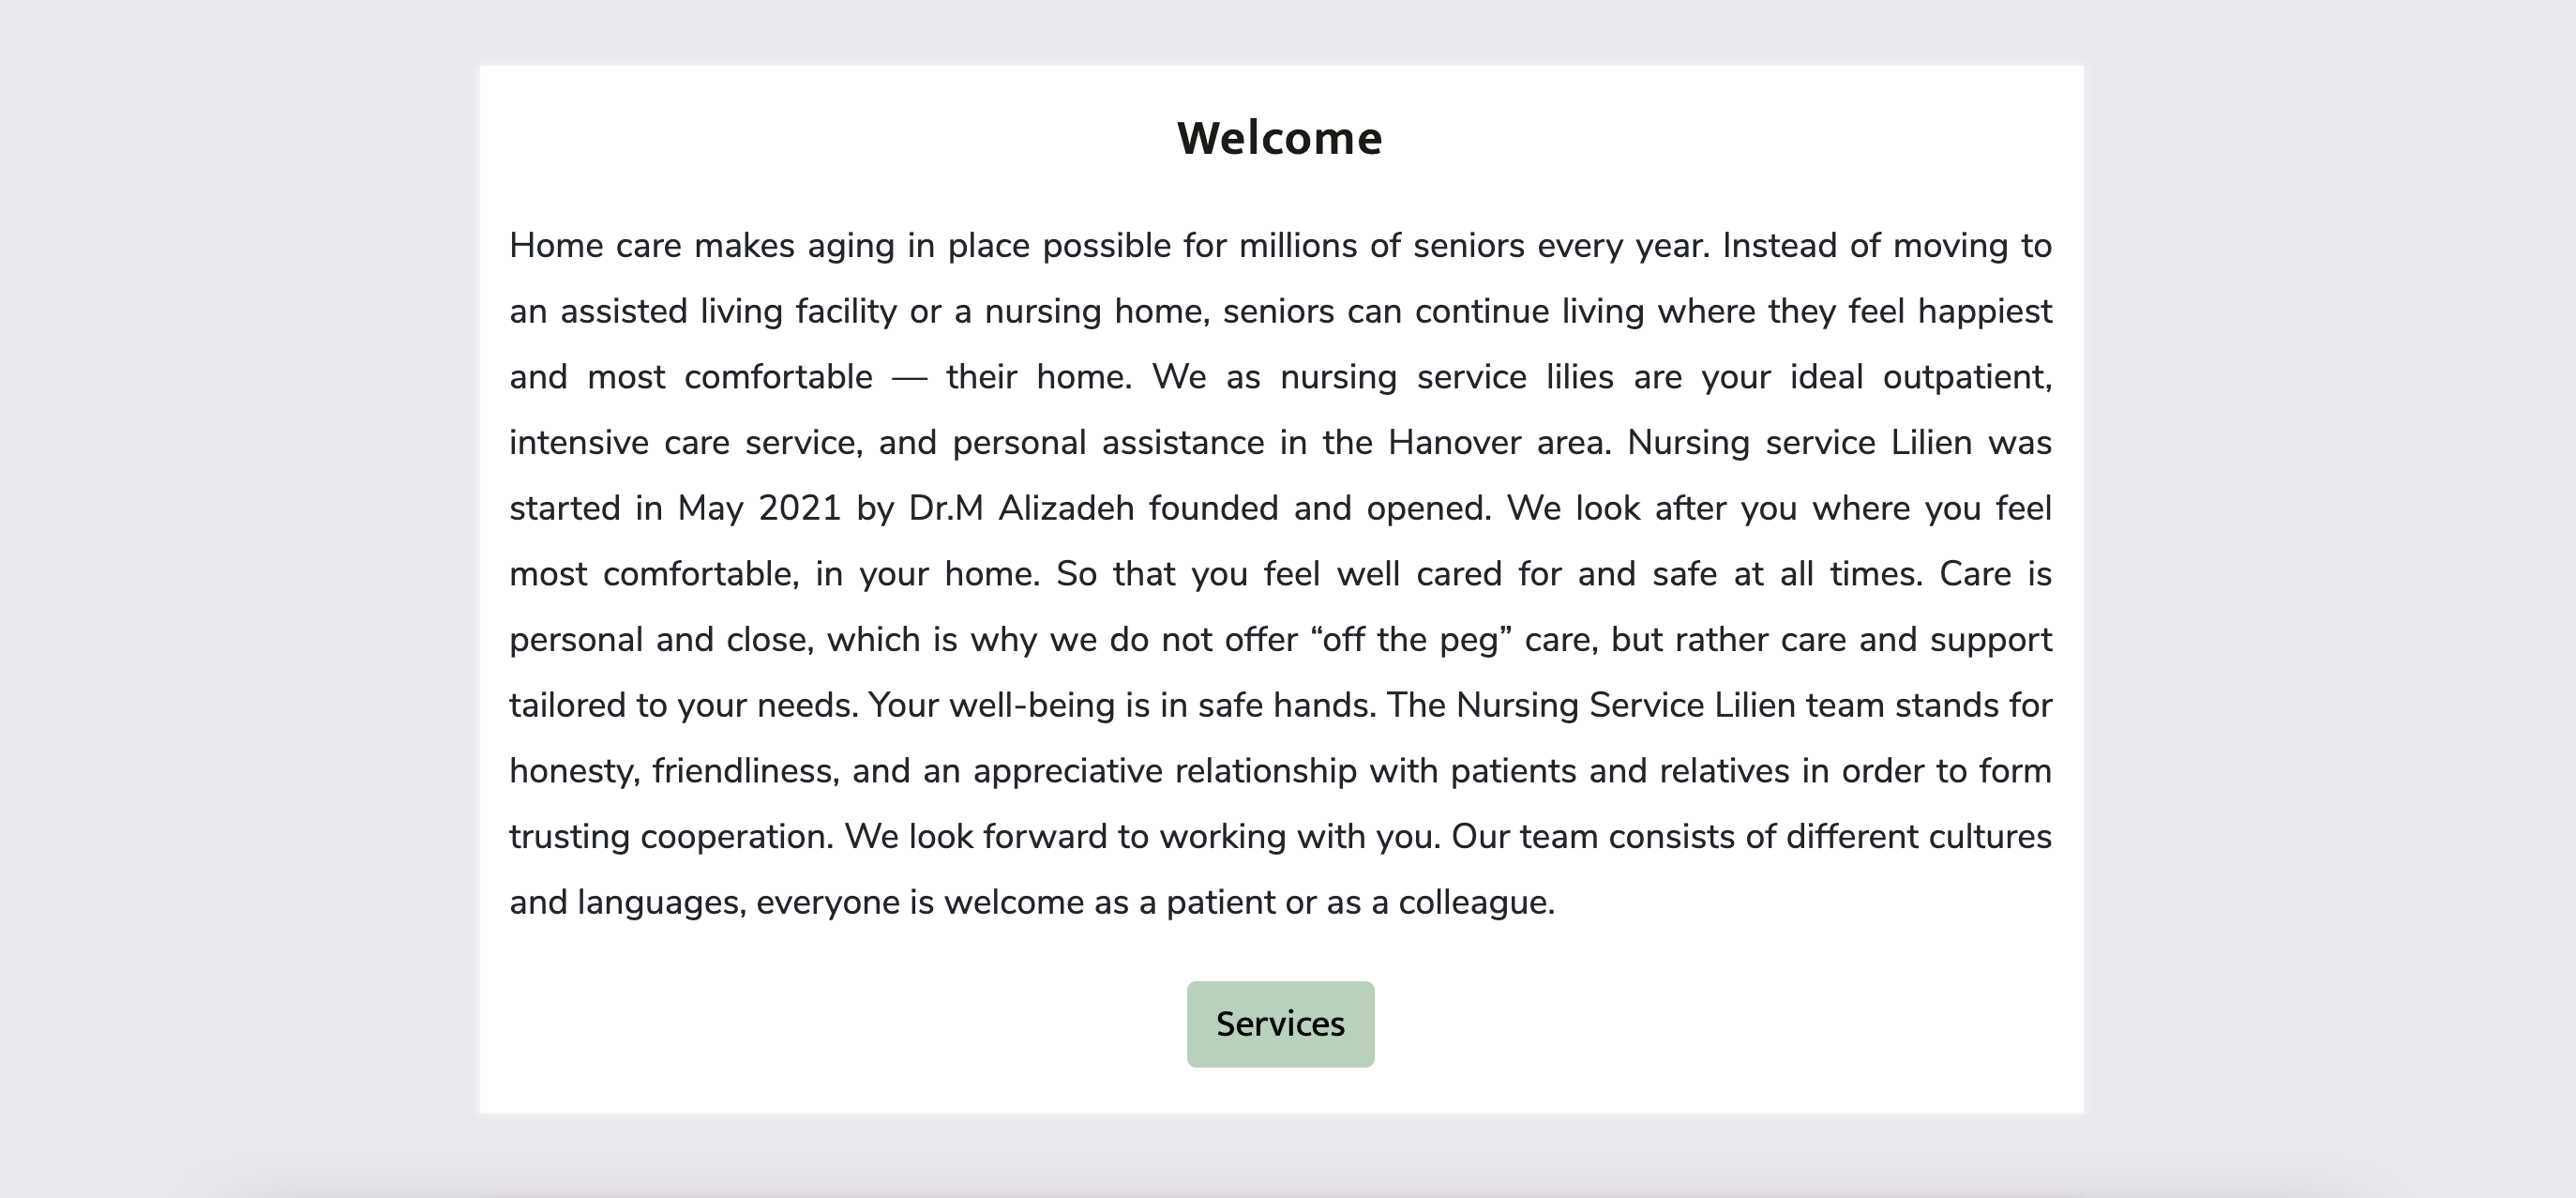 Welcome
Home care makes aging in place possible for millions of seniors every year. Instead of moving to
an assisted living facility or a nursing home, seniors can continue living where they feel happiest
and most comfortable — their home. We as nursing service lilies are your ideal outpatient,
intensive care service, and personal assistance in the Hanover area. Nursing service Lilien was
started in May 2021 by Dr.M Alizadeh founded and opened. We look after you where you feel
most comfortable, in your home. So that you feel well cared for and safe at all times. Care is
personal and close, which is why we do not offer “off the peg” care, but rather care and support
tailored to your needs. Your well-being is in safe hands. The Nursing Service Lilien team stands for
honesty, friendliness, and an appreciative relationship with patients and relatives in order to form
trusting cooperation. We look forward to working with you. Our team consists of different cultures
and languages, everyone is welcome as a patient or as a colleague.
Services